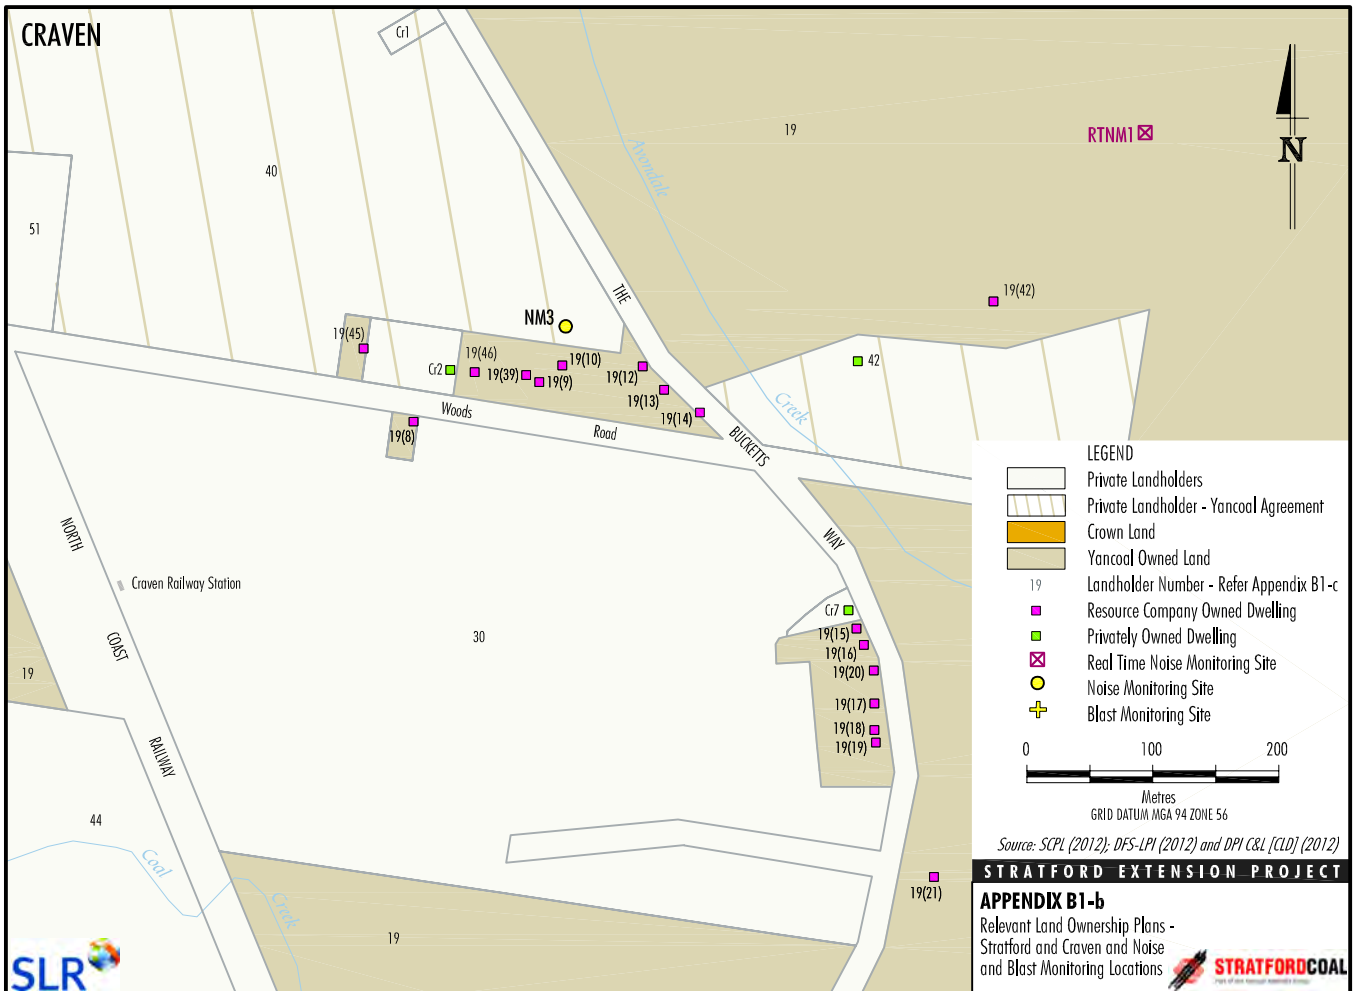 CRAVEN
Cr1
19
RTNM1
N
40
Avondale
51
THE
19(42)
NM3
19(45)
19(46)
19(10)
42
Cr2
19(39)
19(9)
19(12)
19(13)
19(14)
Creek
Woods
Road
19(8)
BUCKETTS
WAY
NORTH
COAST
RAILWAY
Craven Railway Station
30
Cr7
19(15)
19(16)
19(20)
19(17)
19(18)
19(19)
19
44
Coal
Creek
19
19(21)
LEGEND
Private Landholders
Private Landholder - Yancoal Agreement
Crown Land
Yancoal Owned Land
19 Landholder Number - Refer Appendix B1-c
Resource Company Owned Dwelling
Privately Owned Dwelling
Real Time Noise Monitoring Site
Noise Monitoring Site
Blast Monitoring Site
0 100 200
Metres
GRID DATUM MGA 94 ZONE 56
Source: SCPL (2012); DFS-LPI (2012) and DPI C&L [CLD] (2012)
STRATFORD EXTENSION PROJECT
APPENDIX B1-b
Relevant Land Ownership Plans -
Stratford and Craven and Noise
and Blast Monitoring Locations
STRATFORDCOAL
SLR